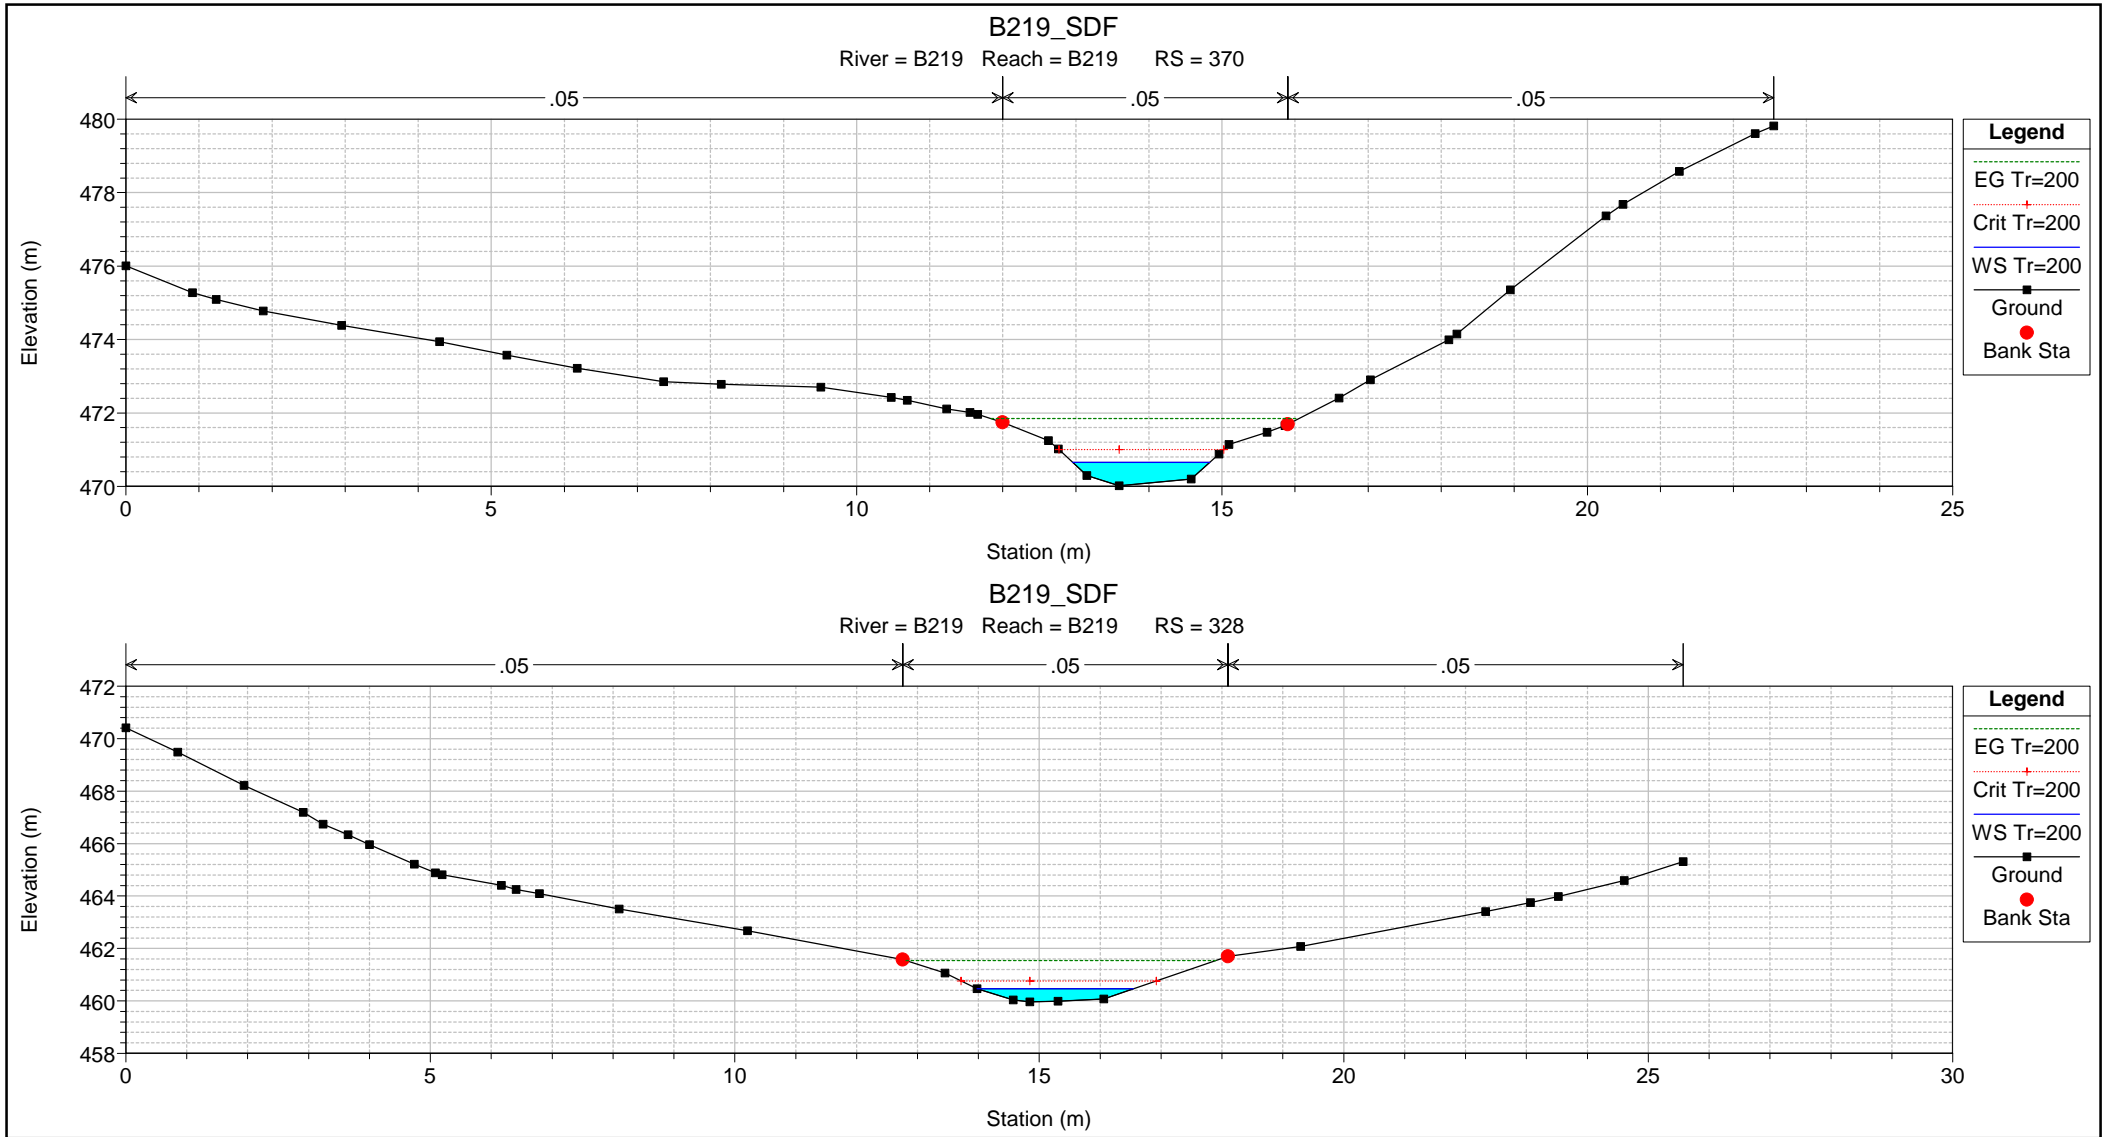 B219_SDF
River = B219 Reach = B219 RS = 370
.05 .05 .05
480
478
476
474
472
470
Elevation (m)
0 5 10 15 20 25
Station (m)
Legend
EG Tr=200
Crit Tr=200
WS Tr=200
Ground
Bank Sta
B219_SDF
River = B219 Reach = B219 RS = 328
.05 .05 .05
472
470
468
466
464
462
460
458
Elevation (m)
0 5 10 15 20 25 30
Station (m)
Legend
EG Tr=200
Crit Tr=200
WS Tr=200
Ground
Bank Sta